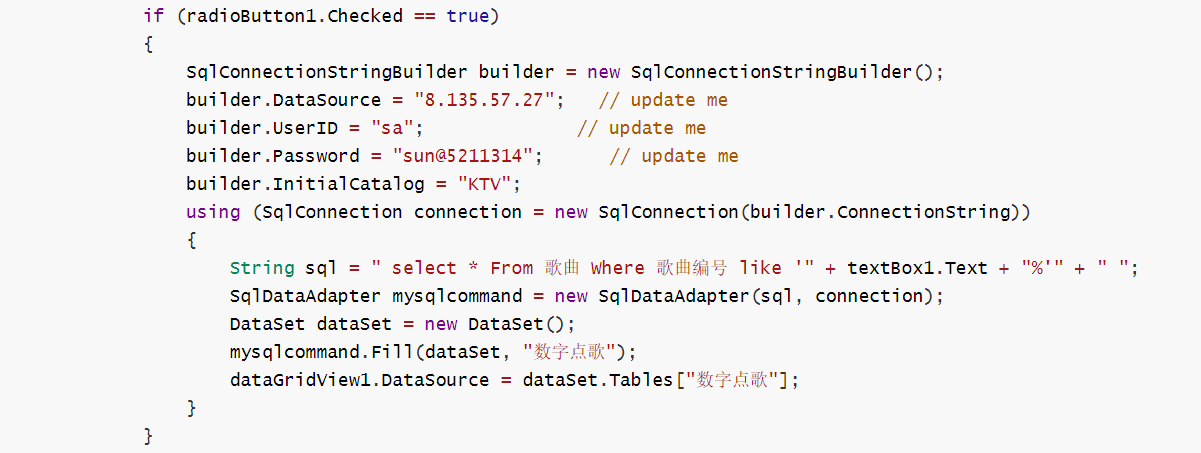 if (radioButton1.Checked == true)
{
SqlConnectionStringBuilder builder = new SqlConnectionStringBuilder();
builder.DataSource = "8.135.57.27";   // update me
builder.UserID = "sa";              // update me
builder.Password = "sun@5211314";      // update me
builder.InitialCatalog = "KTV";
using (SqlConnection connection = new SqlConnection(builder.ConnectionString))
{
String sql = " select * From 歌曲 Where 歌曲编号 like '" + textBox1.Text + "%'" + " ";
SqlDataAdapter mysqlcommand = new SqlDataAdapter(sql, connection);
DataSet dataSet = new DataSet();
mysqlcommand.Fill(dataSet, "数字点歌");
dataGridView1.DataSource = dataSet.Tables["数字点歌"];
}
}